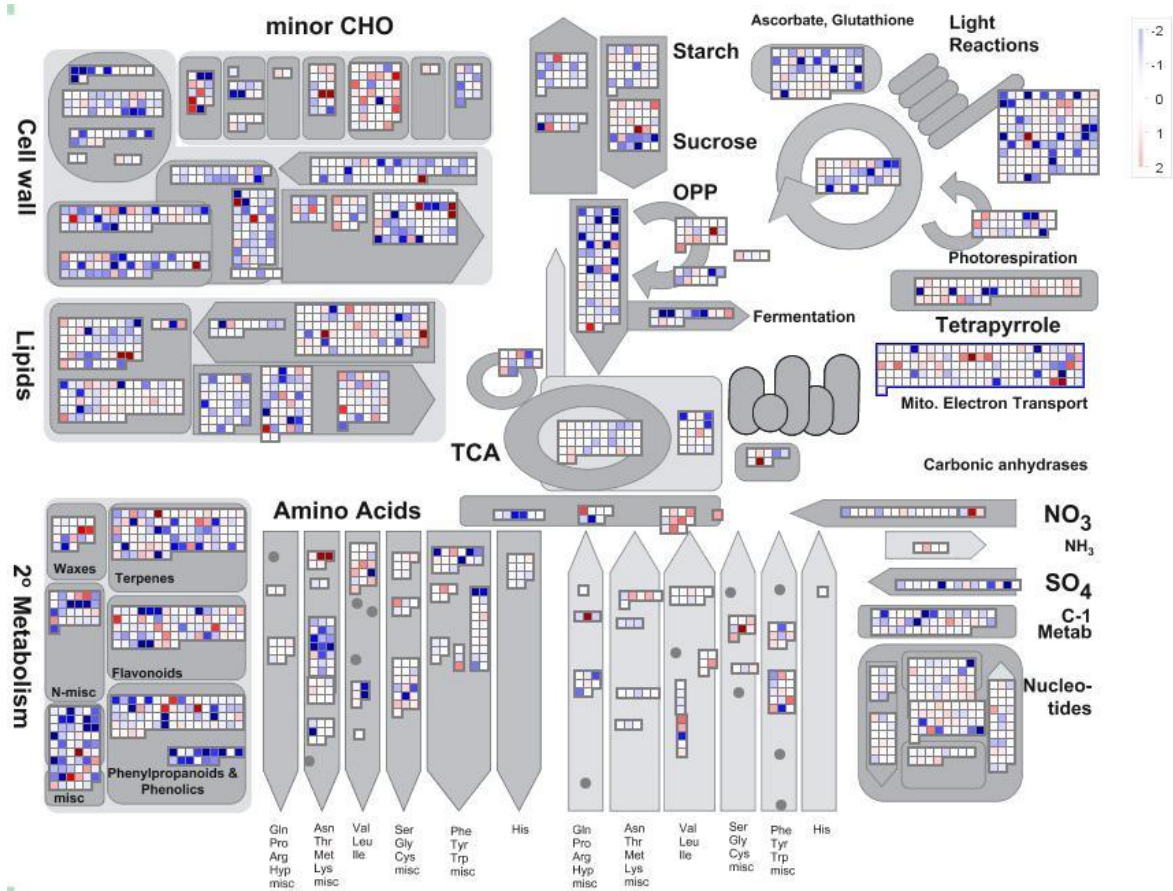 minor CHO
Starch
Sucrose
Ascorbate, Glutathione
Light
Reactions
-2
-1
0
1
2
Cell wall
OPP
Photorespiration
Fermentation
Tetrapyrrole
Mito. Electron Transport
Lipids
TCA
Carbonic anhydrases
Amino Acids
NO3
NH3
SO4
C-1
Metab
Nucleo-
tides
2º Metabolism
Waxes
Terpenes
N-misc
Flavonoids
misc
Phenylpropanoids &
Phenolics
Gln
Pro
Arg
Hyp
misc
Asn
Thr
Met
Lys
misc
Val
Leu
Ile
Ser
Gly
Cys
misc
Phe
Tyr
Trp
misc
His
Gln
Pro
Arg
Hyp
misc
Asn
Thr
Met
Lys
misc
Val
Leu
Ile
Ser
Gly
Cys
misc
Phe
Tyr
Trp
misc
His